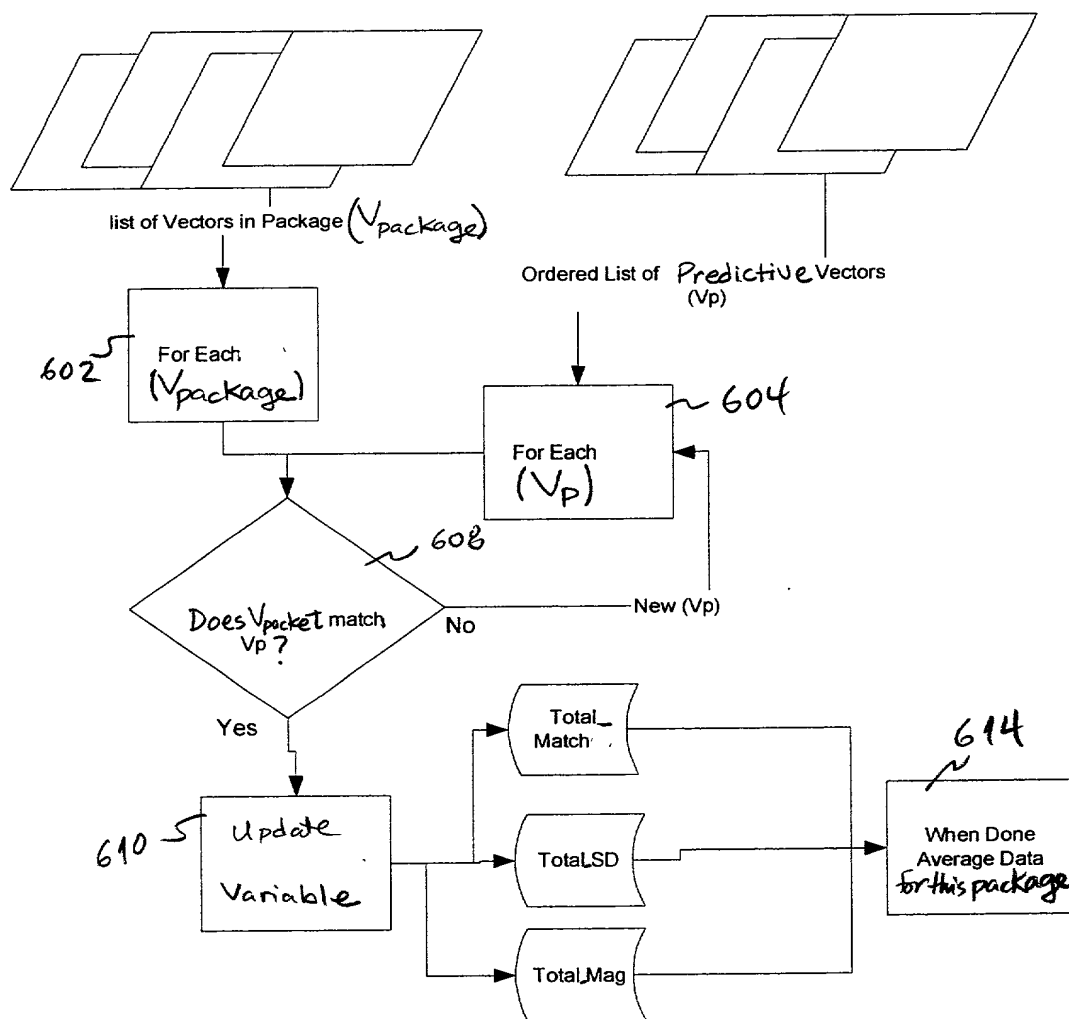 list of Vectors in Package (Vpackage)
Ordered List of Predictive Vectors
(Vp)
602
For Each
(Vpackage)
604
For Each
(Vp)
608
Does Vpacket match
Vp?
No
New (Vp)
Yes
610
Update
Variable
Total_
Match
Total_SD
Total_Mag
614
When Done
Average Data
for this package